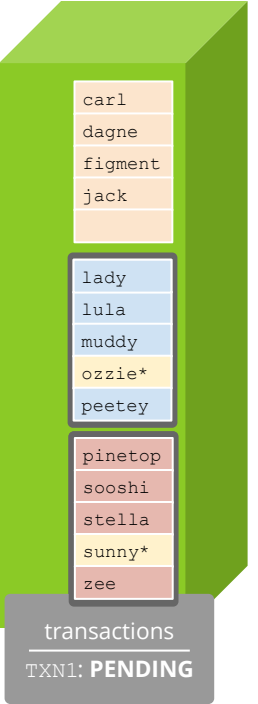 carl
dagne
figment
jack
lady
lula
muddy
ozzie*
peetey
pinetop
sooshi
stella
sunny*
zee
transactions
TXN1: PENDING